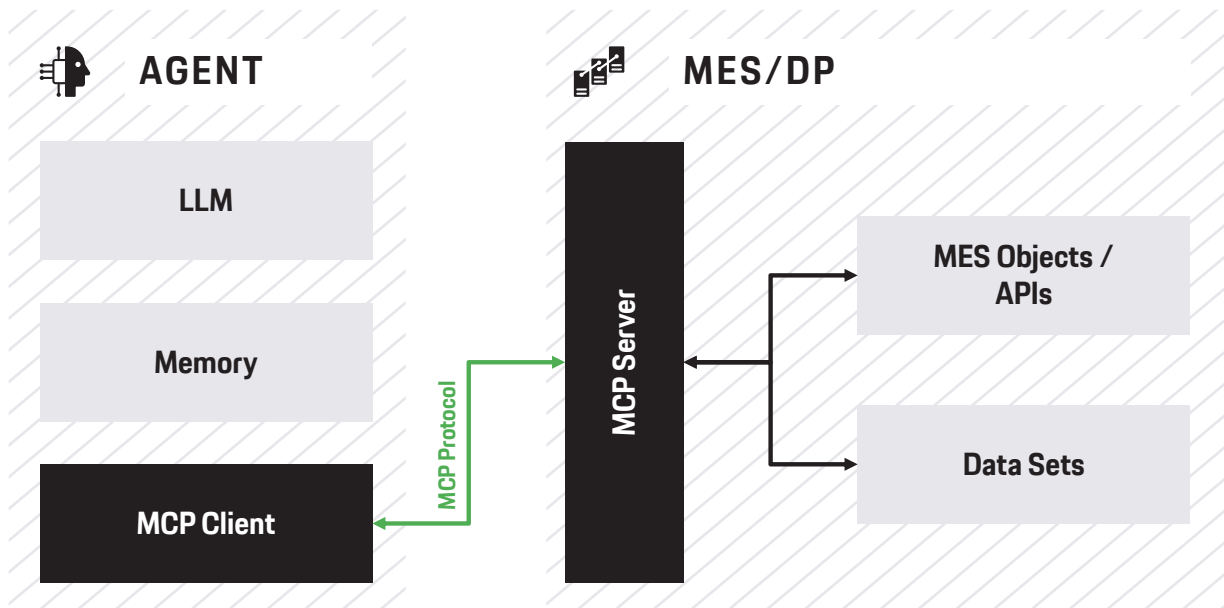 AGENT
LLM
Memory
MCP Client
MCP Protocol
MES/DP
MCP Server
MES Objects /
APIs
Data Sets